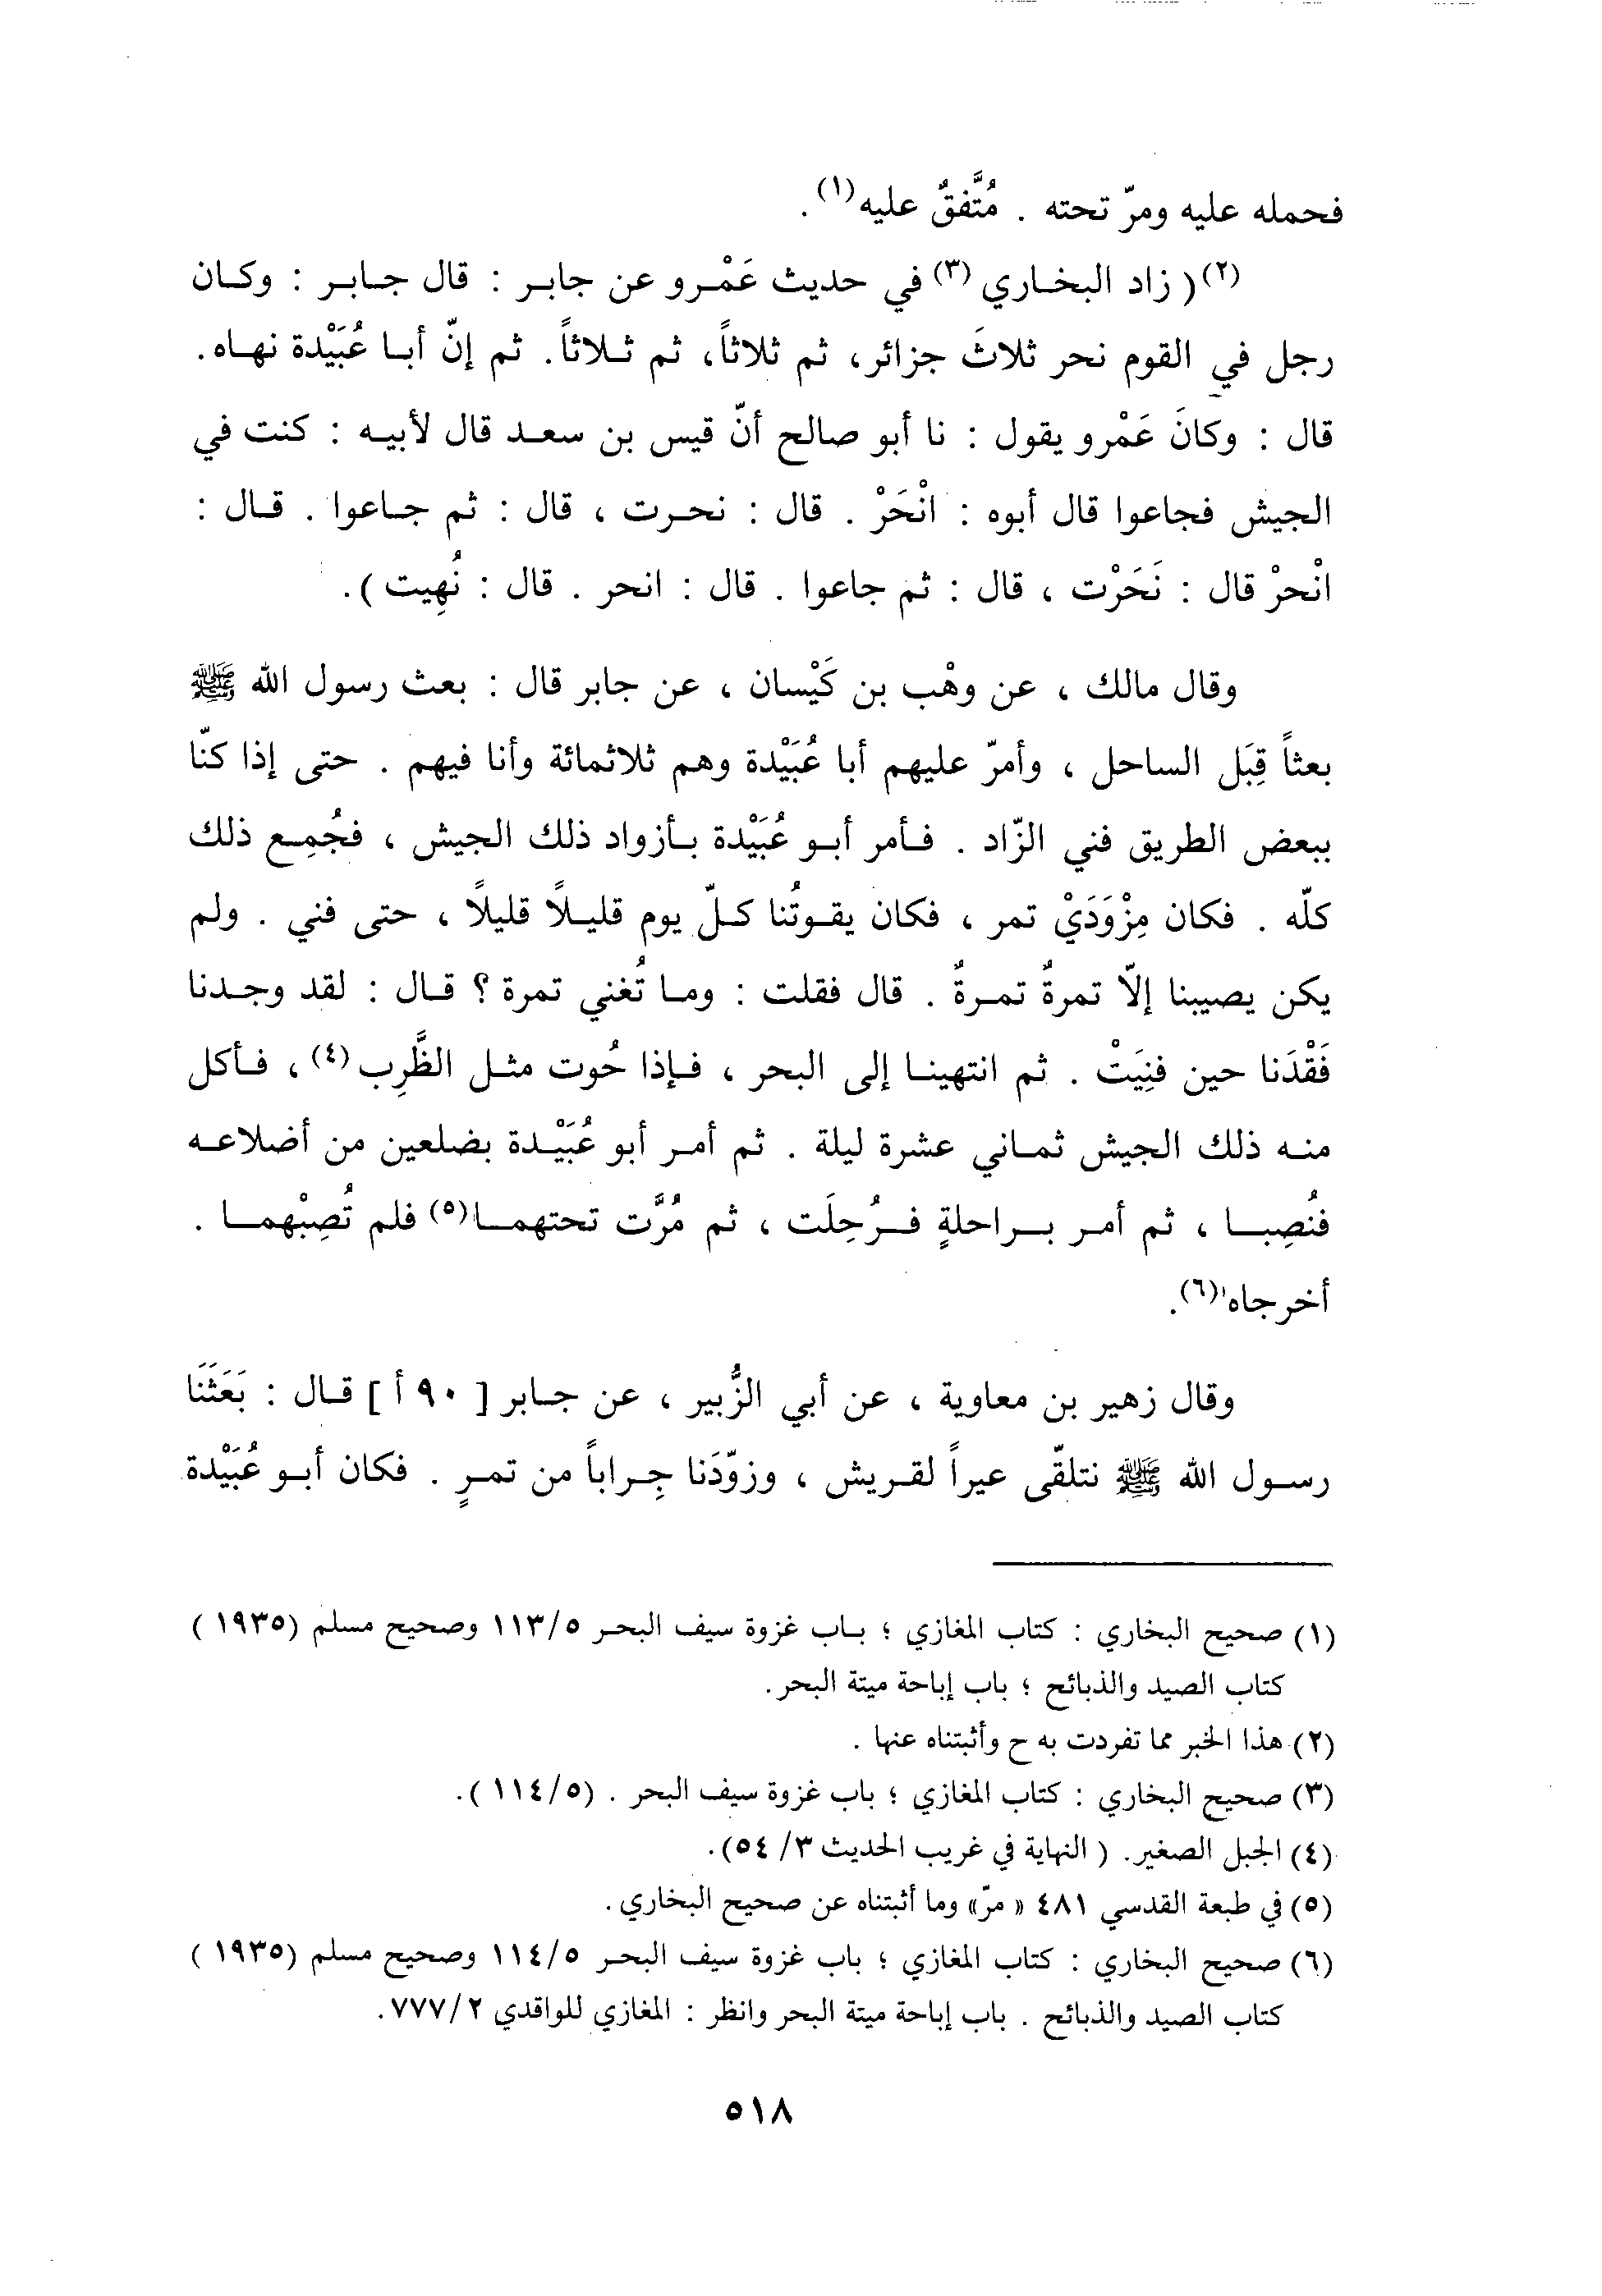 فحمله عليه ومرّ تحته . مُتَّفقٌ عليه(١) .
(٢)( زاد البخاري (٣) في حديث عَمْرو عن جابر : قال جابر : وكان
رجل في القوم نحر ثلاثَ جزائر، ثم ثلاثاً، ثم ثلاثاً. ثم إنّ أبا عُبَيْدة نهاه.
قال : وكانَ عَمْرو يقول : نا أبو صالح أنّ قيس بن سعد قال لأبيه : كنت في
الجيش فجاعوا قال أبوه : انْحَرْ . قال : نحرت ، قال : ثم جاعوا . قال :
انْحرْ قال : نَحَرْت ، قال : ثم جاعوا . قال : انحر . قال : نُهِيت ).
وقال مالك ، عن وهْب بن كَيْسان ، عن جابر قال : بعث رسول الله ﷺ
بعثاً قِبَل الساحل ، وأمرّ عليهم أبا عُبَيْدة وهم ثلاثمائة وأنا فيهم . حتى إذا كنّا
ببعض الطريق فني الزّاد . فأمر أبو عُبَيْدة بأزواد ذلك الجيش ، فجُمِع ذلك
كلّه . فكان مِزْوَدَيْ تمر ، فكان يقوتُنا كلّ يوم قليلاً قليلاً ، حتى فني . ولم
يكن يصيبنا إلاّ تمرةٌ تمرةٌ . قال فقلت : وما تُغني تمرة ؟ قال : لقد وجدنا
فَقْدَنا حين فنِيَتْ . ثم انتهينا إلى البحر ، فإذا حُوت مثل الظَّرِب(٤) ، فأكل
منه ذلك الجيش ثماني عشرة ليلة . ثم أمر أبو عُبَيْدة بضلعين من أضلاعه
فنُصِبا ، ثم أمر براحلةٍ فرُحِلَت ، ثم مُرَّت تحتهما(٥) فلم تُصِبْهما .
أخرجاه(٦).
وقال زهير بن معاوية ، عن أبي الزُّبير ، عن جابر [ ٩٠ أ ] قال : بَعَثَنَا
رسول الله ﷺ نتلقّى عيراً لقريش ، وزوّدَنا جِراباً من تمرٍ . فكان أبو عُبَيْدة
(١) صحيح البخاري : كتاب المغازي ؛ باب غزوة سيف البحر ١١٣/٥ وصحيح مسلم (١٩٣٥ )
كتاب الصيد والذبائح ؛ باب إباحة ميتة البحر.
(٢) هذا الخبر مما تفردت به ح وأثبتناه عنها .
(٣) صحيح البخاري : كتاب المغازي ؛ باب غزوة سيف البحر . (١١٤/٥ ).
(٤) الجبل الصغير. ( النهاية في غريب الحديث ٣/ ٥٤).
(٥) في طبعة القدسي ٤٨١ « مرّ» وما أثبتناه عن صحيح البخاري.
(٦) صحيح البخاري : كتاب المغازي ؛ باب غزوة سيف البحر ١١٤/٥ وصحيح مسلم (١٩٣٥ )
كتاب الصيد والذبائح . باب إباحة ميتة البحر وانظر : المغازي للواقدي ٧٧٧/٢.
٥١٨